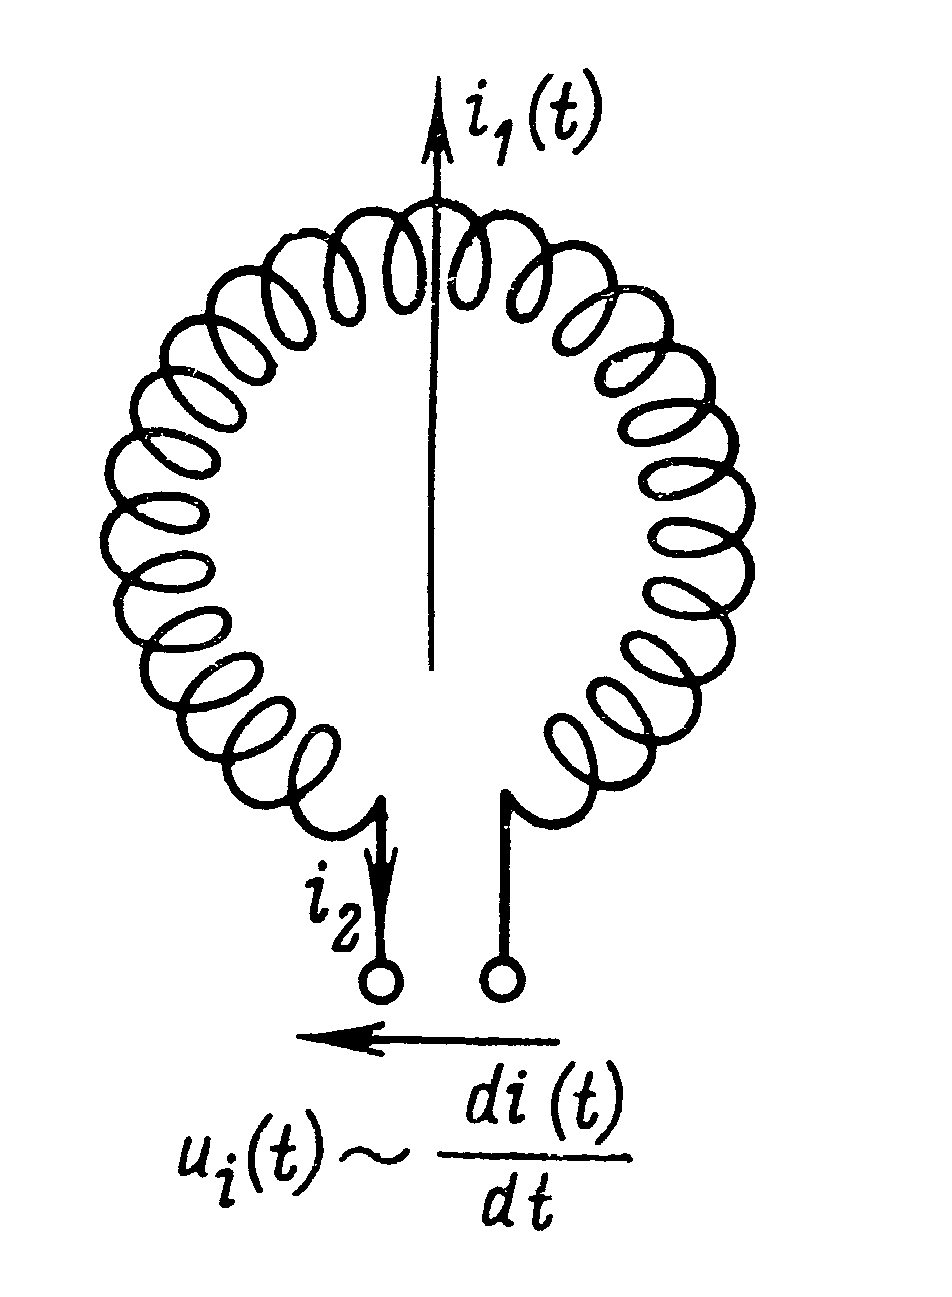 i₁(t)
i₂
uᵢ(t) ~ di(t)/dt